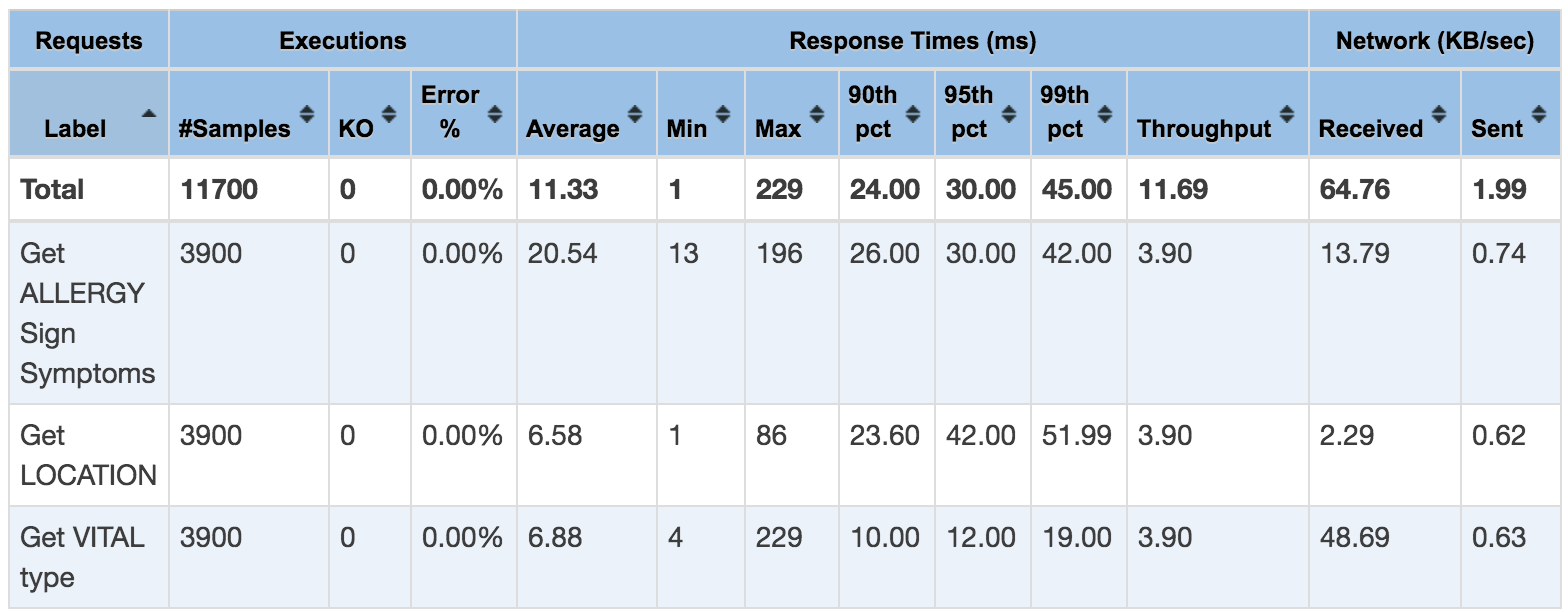 Requests Executions Response Times (ms) Network (KB/sec)
Label #Samples KO Error % Average Min Max 90th pct 95th pct 99th pct Throughput Received Sent
Total 11700 0 0.00% 11.33 1 229 24.00 30.00 45.00 11.69 64.76 1.99
Get 3900 0 0.00% 20.54 13 196 26.00 30.00 42.00 3.90 13.79 0.74
ALLERGY
Sign
Symptoms
Get 3900 0 0.00% 6.58 1 86 23.60 42.00 51.99 3.90 2.29 0.62
LOCATION
Get VITAL 3900 0 0.00% 6.88 4 229 10.00 12.00 19.00 3.90 48.69 0.63
type